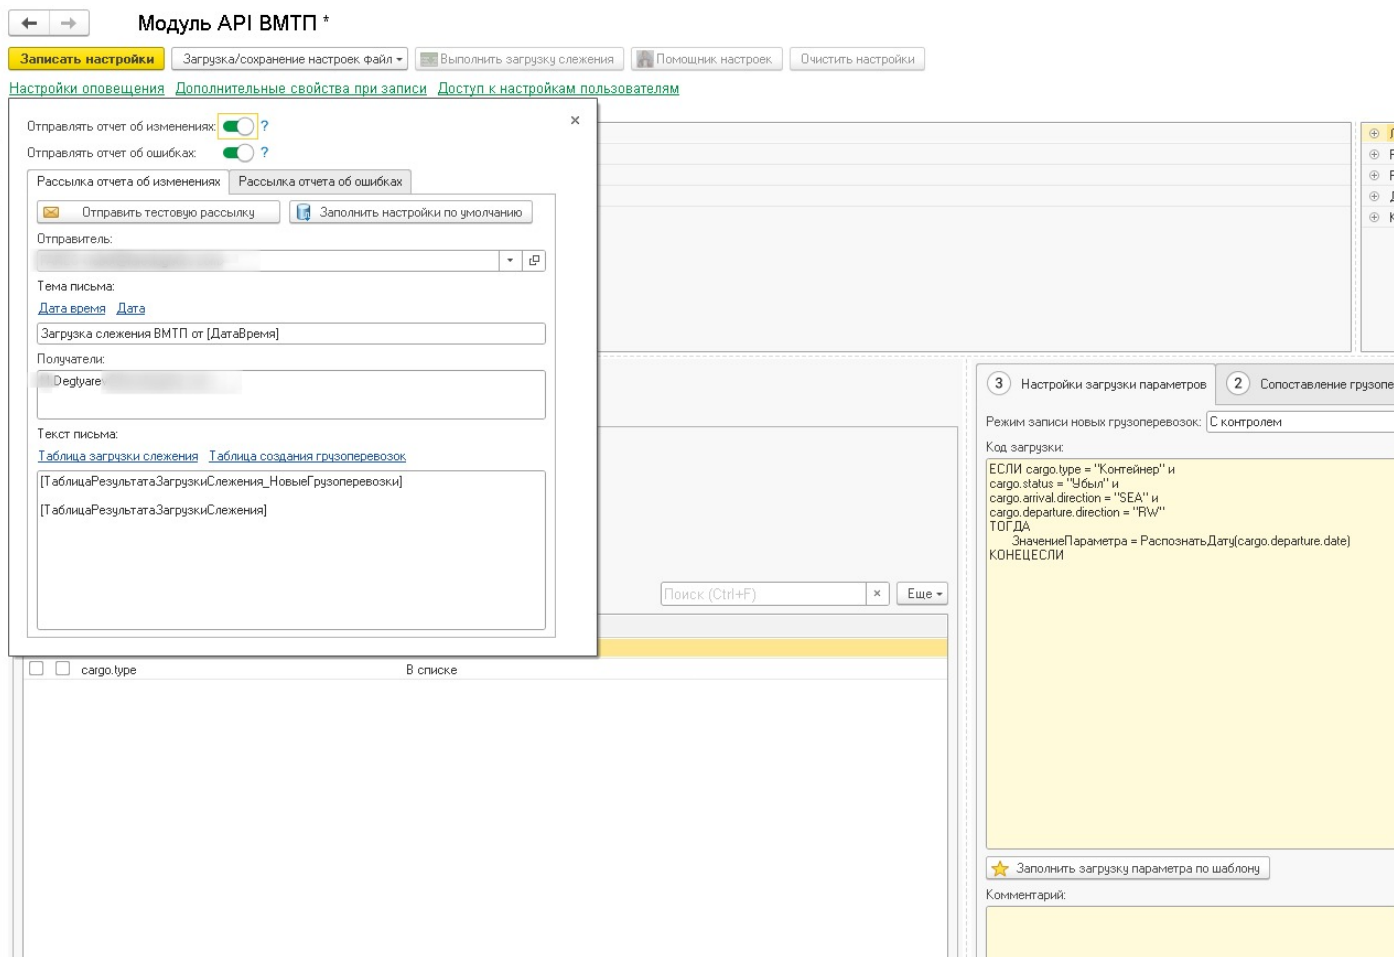 Модуль API ВМТП *
Записать настройки
Загрузка/сохранение настроек файл
Выполнить загрузку слежения
Помощник настроек
Очистить настройки
Настройки оповещения Дополнительные свойства при записи Доступ к настройкам пользователям
Отправлять отчет об изменениях: ?
×
Отправлять отчет об ошибках: ?
Рассылка отчета об изменениях
Рассылка отчета об ошибках
Отправить тестовую рассылку
Заполнить настройки по умолчанию
Отправитель:
Тема письма:
Дата время Дата
Загрузка слежения ВМТП от [ДатаВремя]
Получатели:
Degtyare
Текст письма:
Таблица загрузки слежения Таблица создания грузоперевозок
[ТаблицаРезультатаЗагрузкиСлежения_НовыеГрузоперевозки]
[ТаблицаРезультатаЗагрузкиСлежения]
Поиск (Ctrl+F) ×
Еще
cargo.type В списке
3 Настройки загрузки параметров
2 Сопоставление грузопе
Режим записи новых грузоперевозок: С контролем
Код загрузки:
ЕСЛИ cargo.type = "Контейнер" и
cargo.status = "Убыл" и
cargo.arrival.direction = "SEA" и
cargo.departure.direction = "RW"
ТОГДА
ЗначениеПараметра = РаспознатьДату(cargo.departure.date)
КОНЕЦЕСЛИ
Заполнить загрузку параметра по шаблону
Комментарий: